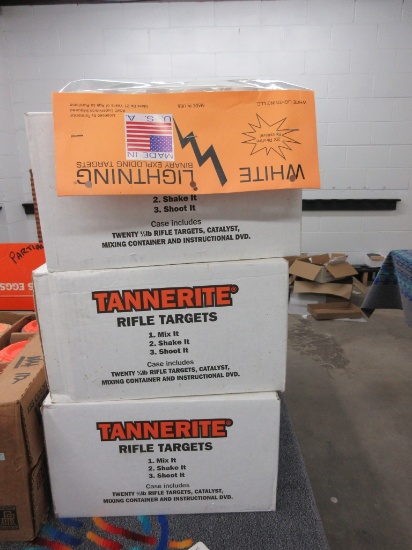 WHITE
LIGHTNING
BINARY EXPLODING TARGETS
MADE IN
U.S.A.
MADE IN USA
2. Shake It
3. Shoot It
Case includes
TWENTY ½lb RIFLE TARGETS, CATALYST,
MIXING CONTAINER AND INSTRUCTIONAL DVD.
TANNERITE®
RIFLE TARGETS
1. Mix It
2. Shake It
3. Shoot It
Case includes
TWENTY ½lb RIFLE TARGETS, CATALYST,
MIXING CONTAINER AND INSTRUCTIONAL DVD.
TANNERITE®
RIFLE TARGETS
1. Mix It
2. Shake It
3. Shoot It
Case includes
TWENTY ½lb RIFLE TARGETS, CATALYST,
MIXING CONTAINER AND INSTRUCTIONAL DVD.